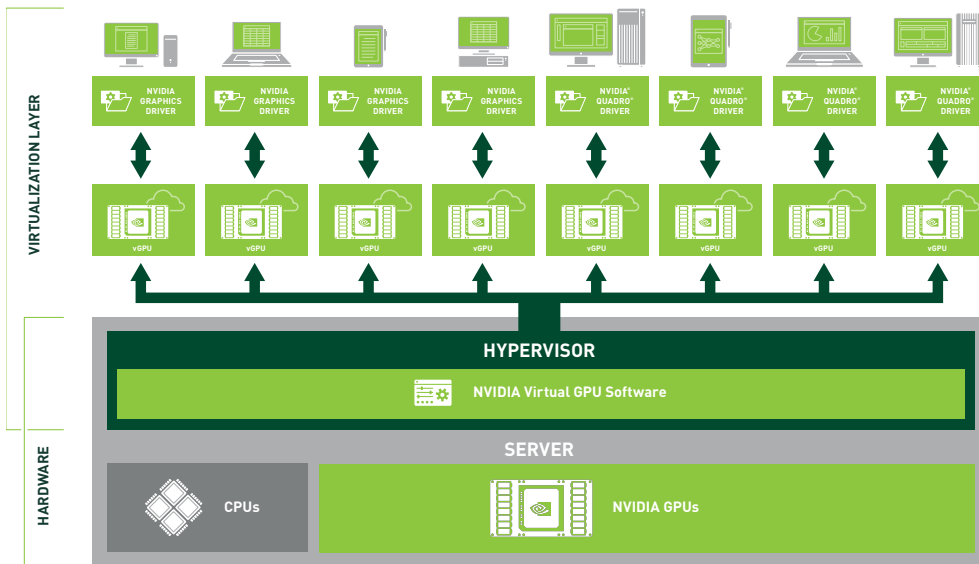 VIRTUALIZATION LAYER
NVIDIA
GRAPHICS
DRIVER
NVIDIA
GRAPHICS
DRIVER
NVIDIA
GRAPHICS
DRIVER
NVIDIA
GRAPHICS
DRIVER
NVIDIA®
QUADRO®
DRIVER
NVIDIA®
QUADRO®
DRIVER
NVIDIA®
QUADRO®
DRIVER
NVIDIA®
QUADRO®
DRIVER
vGPU
vGPU
vGPU
vGPU
vGPU
vGPU
vGPU
vGPU
HYPERVISOR
NVIDIA Virtual GPU Software
HARDWARE
SERVER
CPUs
NVIDIA GPUs